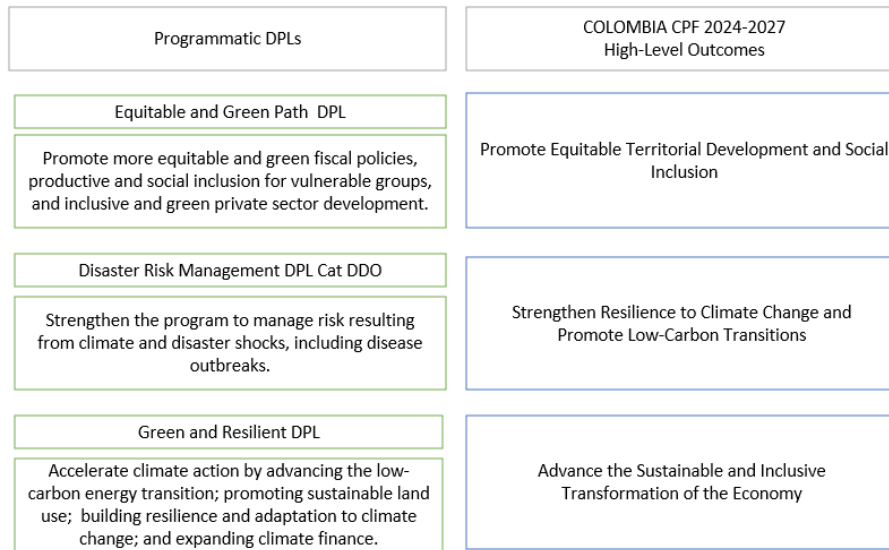 Programmatic DPLs
COLOMBIA CPF 2024-2027
High-Level Outcomes
Equitable and Green Path DPL
Promote more equitable and green fiscal policies,
productive and social inclusion for vulnerable groups,
and inclusive and green private sector development.
Promote Equitable Territorial Development and Social
Inclusion
Disaster Risk Management DPL Cat DDO
Strengthen the program to manage risk resulting
from climate and disaster shocks, including disease
outbreaks.
Strengthen Resilience to Climate Change and
Promote Low-Carbon Transitions
Green and Resilient DPL
Accelerate climate action by advancing the low-
carbon energy transition; promoting sustainable land
use; building resilience and adaptation to climate
change; and expanding climate finance.
Advance the Sustainable and Inclusive
Transformation of the Economy